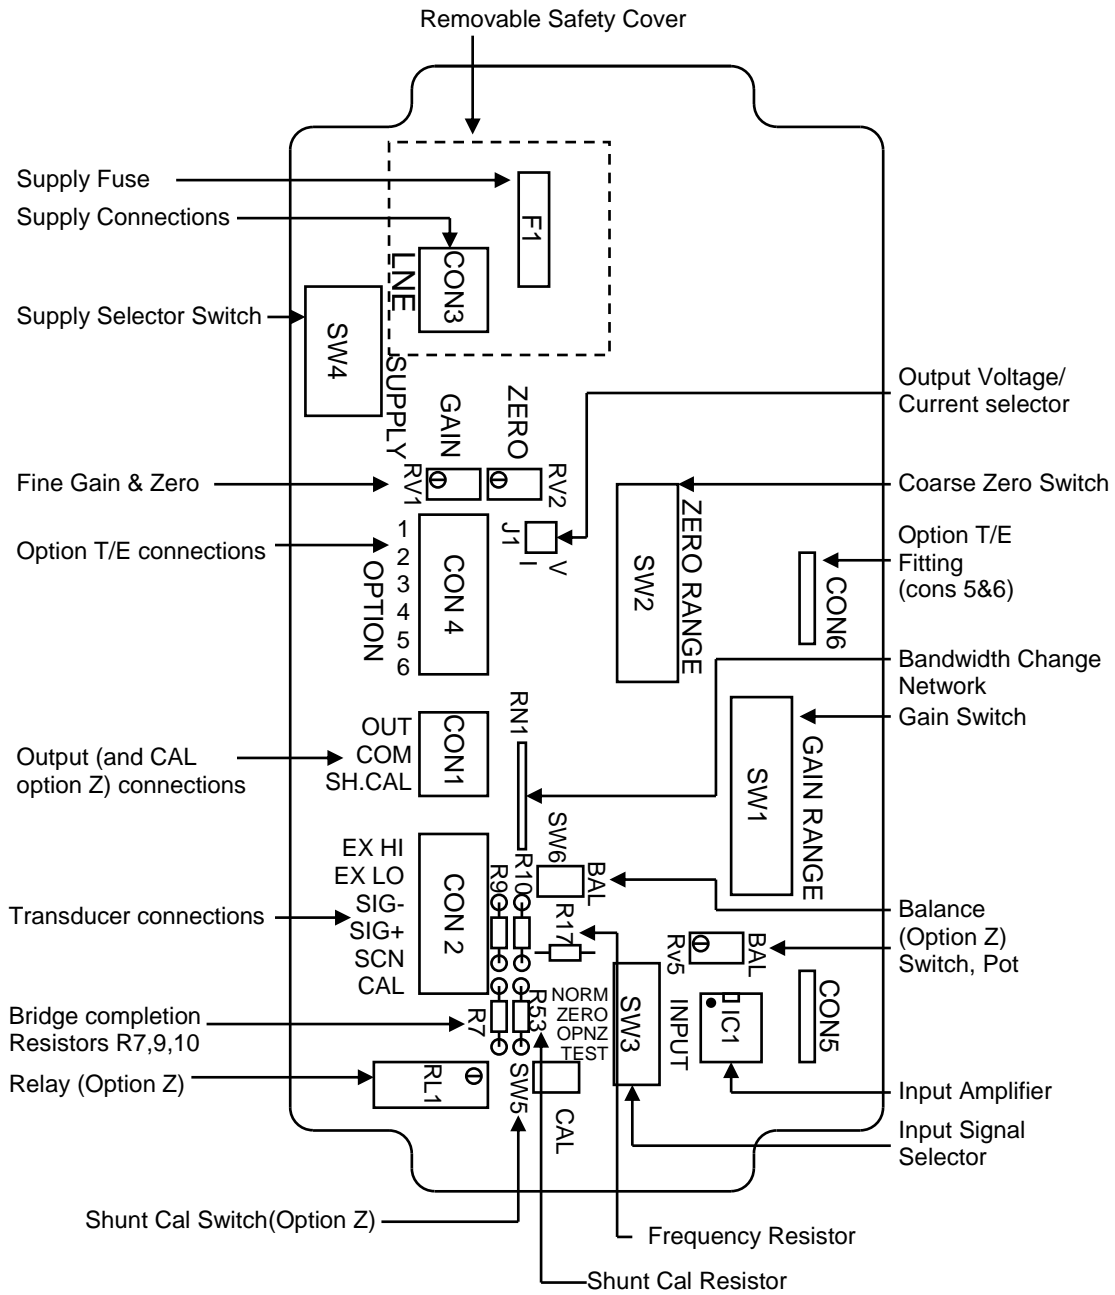 Removable Safety Cover
Supply Fuse
F1
Supply Connections
CON3
LNE
Supply Selector Switch
SW4
SUPPLY
GAIN
ZERO
Output Voltage/
Current selector
Fine Gain & Zero
RV1
RV2
Coarse Zero Switch
ZERO RANGE
SW2
Option T/E connections
1
2
3
4
5
6
OPTION
CON 4
J1
I
V
Option T/E
Fitting
(cons 5&6)
CON6
Bandwidth Change
Network
Gain Switch
RN1
SW1
GAIN RANGE
Output (and CAL
option Z) connections
OUT
COM
SH.CAL
CON1
EX HI
EX LO
SIG-
SIG+
SCN
CAL
CON 2
R9
R10
SW6
BAL
R17
Transducer connections
Balance
(Option Z)
Switch, Pot
Rv5
BAL
CON5
Bridge completion
Resistors R7,9,10
R7
R53
NORM
ZERO
OPNZ
TEST
SW3
INPUT
IC1
Relay (Option Z)
RL1
SW5
CAL
Input Amplifier
Input Signal
Selector
Shunt Cal Switch(Option Z)
Frequency Resistor
Shunt Cal Resistor